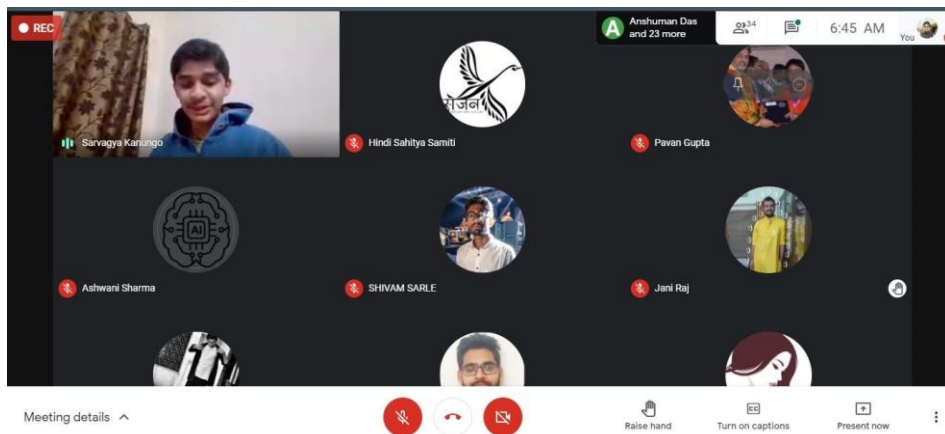 REC
Anshuman Das
and 23 more
A
34
6:45 AM
You
Sarvagya Kanungo
Hindi Sahitya Samiti
Pavan Gupta
AI
Ashwani Sharma
SHIVAM SARLE
Jani Raj
Meeting details
Raise hand
CC
Turn on captions
Present now